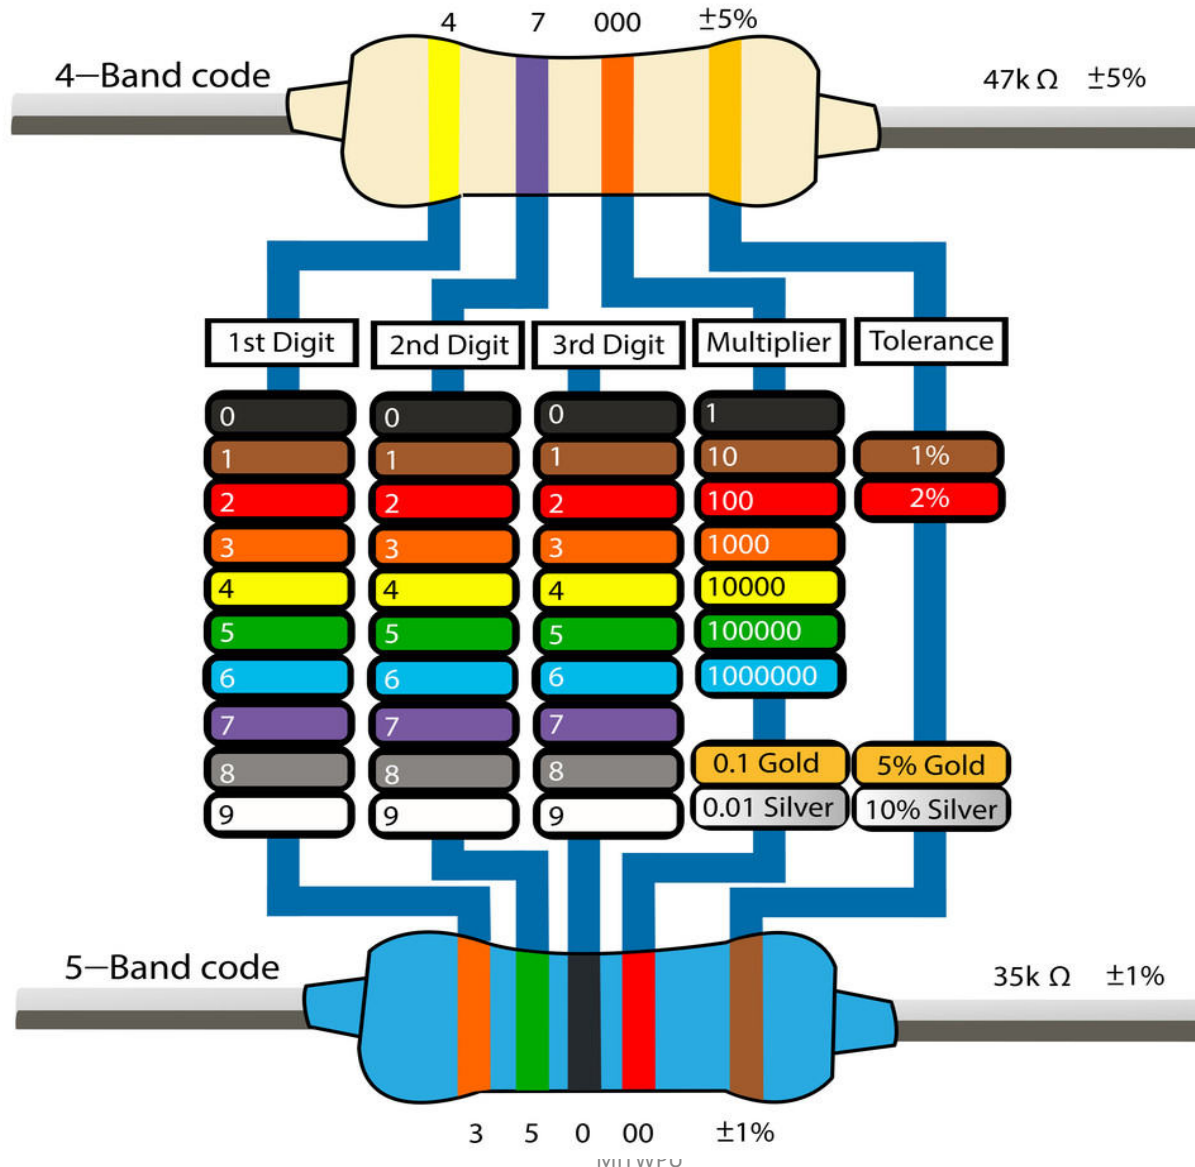 4 7 000 ±5%
4—Band code 47k Ω ±5%
1st Digit 2nd Digit 3rd Digit Multiplier Tolerance
0 0 0 1
1 1 1 10 1%
2 2 2 100 2%
3 3 3 1000
4 4 4 10000
5 5 5 100000
6 6 6 1000000
7 7 7
8 8 8 0.1 Gold 5% Gold
9 9 9 0.01 Silver 10% Silver
5—Band code 35k Ω ±1%
3 5 0 00 ±1%